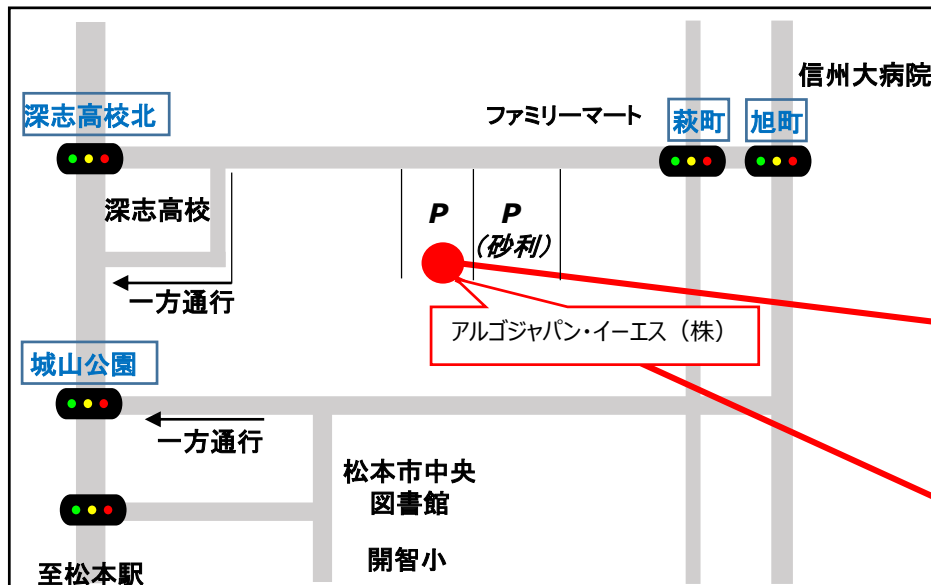 信州大病院
深志高校北
ファミリーマート
萩町
旭町
深志高校
P
P
(砂利)
一方通行
アルゴジャパン・イーエス（株）
城山公園
一方通行
松本市中央
図書館
開智小
至松本駅